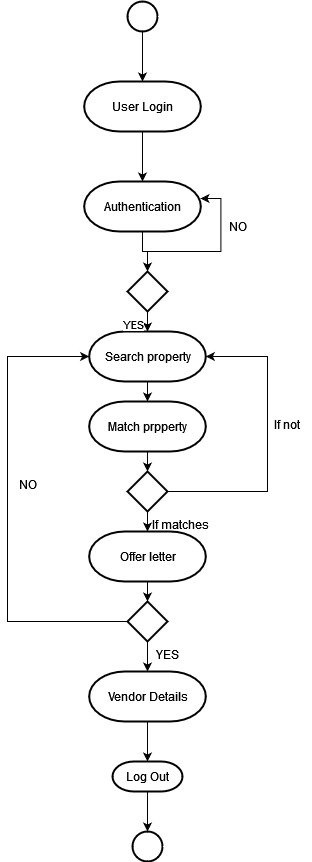 User Login
Authentication
NO
YES
Search property
Match prpperty
If not
NO
If matches
Offer letter
YES
Vendor Details
Log Out